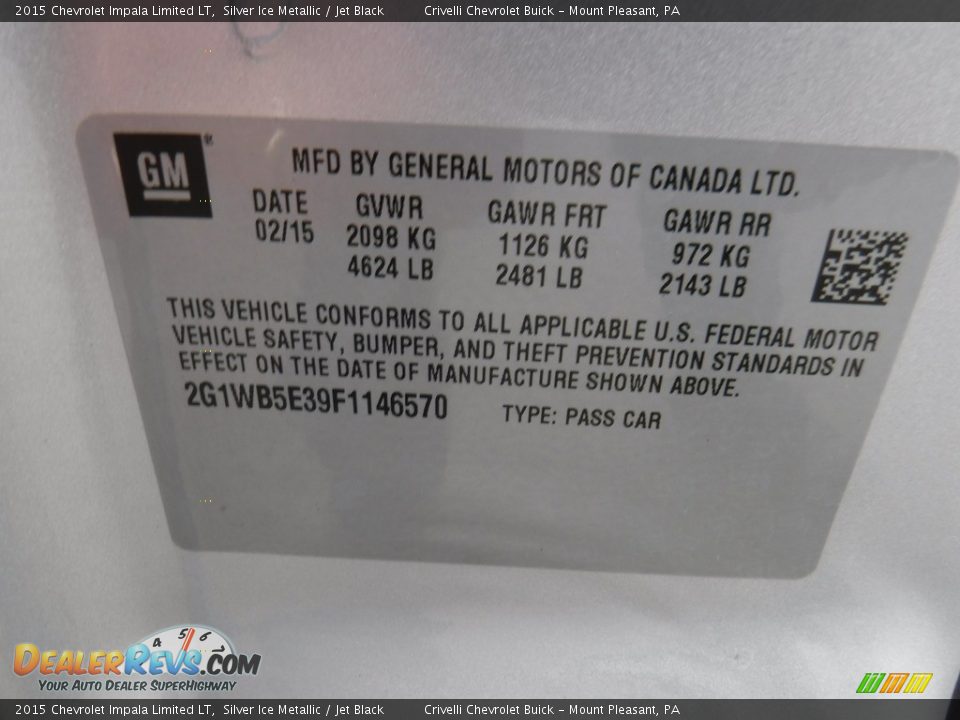 2015 Chevrolet Impala Limited LT, Silver Ice Metallic / Jet Black Crivelli Chevrolet Buick – Mount Pleasant, PA
GM
MFD BY GENERAL MOTORS OF CANADA LTD.
DATE GVWR GAWR FRT GAWR RR
02/15 2098 KG 1126 KG 972 KG
4624 LB 2481 LB 2143 LB
THIS VEHICLE CONFORMS TO ALL APPLICABLE U.S. FEDERAL MOTOR
VEHICLE SAFETY, BUMPER, AND THEFT PREVENTION STANDARDS IN
EFFECT ON THE DATE OF MANUFACTURE SHOWN ABOVE.
2G1WB5E39F1146570 TYPE: PASS CAR
4 5 6 7
DEALERREVS.COM
YOUR AUTO DEALER SUPERHIGHWAY
2015 Chevrolet Impala Limited LT, Silver Ice Metallic / Jet Black Crivelli Chevrolet Buick – Mount Pleasant, PA